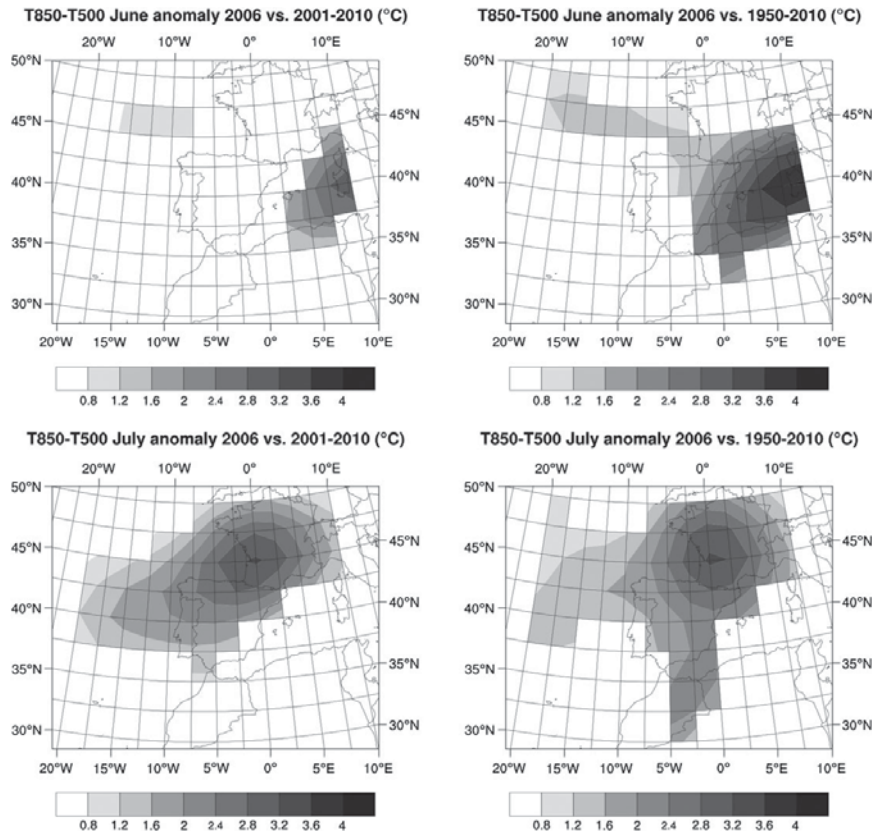 T850-T500 June anomaly 2006 vs. 2001-2010 (°C)
20°W 10°W 0° 10°E
50°N
45°N
40°N
35°N
30°N
45°N
40°N
35°N
30°N
20°W 15°W 10°W 5°W 0°E 5°E 10°E
0.8 1.2 1.6 2 2.4 2.8 3.2 3.6 4
T850-T500 June anomaly 2006 vs. 1950-2010 (°C)
20°W 10°W 0° 10°E
50°N
45°N
40°N
35°N
30°N
45°N
40°N
35°N
30°N
20°W 15°W 10°W 5°W 0°E 5°E 10°E
0.8 1.2 1.6 2 2.4 2.8 3.2 3.6 4
T850-T500 July anomaly 2006 vs. 2001-2010 (°C)
20°W 10°W 0° 10°E
50°N
45°N
40°N
35°N
30°N
45°N
40°N
35°N
30°N
20°W 15°W 10°W 5°W 0°E 5°E 10°E
0.8 1.2 1.6 2 2.4 2.8 3.2 3.6 4
T850-T500 July anomaly 2006 vs. 1950-2010 (°C)
20°W 10°W 0° 10°E
50°N
45°N
40°N
35°N
30°N
45°N
40°N
35°N
30°N
20°W 15°W 10°W 5°W 0°E 5°E 10°E
0.8 1.2 1.6 2 2.4 2.8 3.2 3.6 4